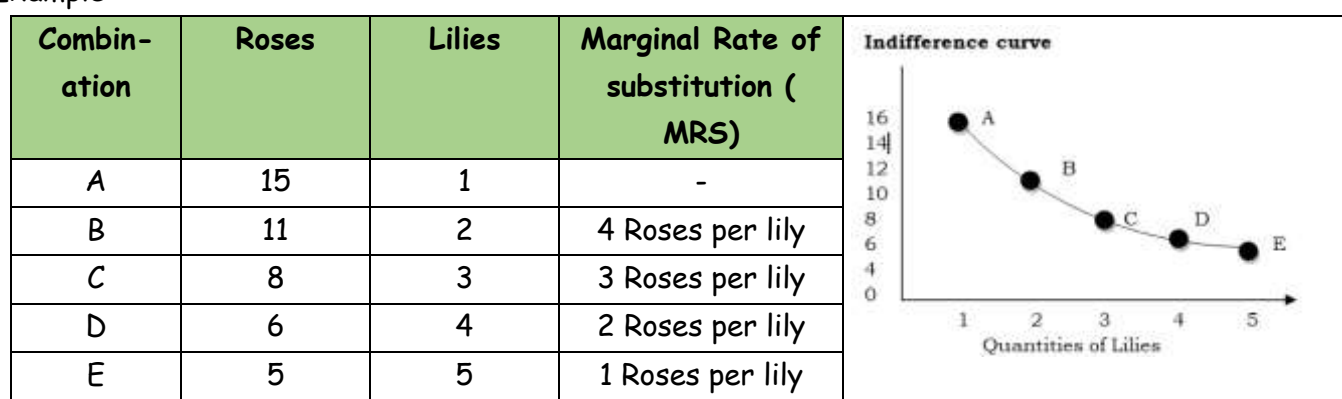 Example
Combin-
ation
Roses
Lilies
Marginal Rate of
substitution (
MRS)
A 15 1 -
B 11 2 4 Roses per lily
C 8 3 3 Roses per lily
D 6 4 2 Roses per lily
E 5 5 1 Roses per lily
Indifference curve
16
14
12
10
8
6
4
0
A
B
C
D
E
1 2 3 4 5
Quantities of Lilies